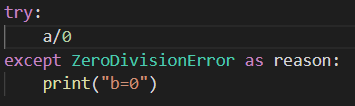 try:
    a/0
except ZeroDivisionError as reason:
    print("b=0")